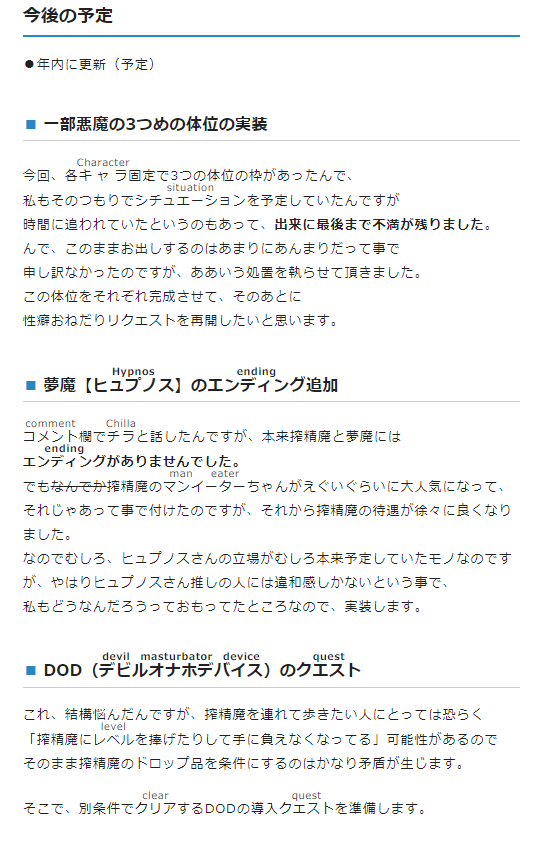 今後の予定
●年内に更新（予定）
■ 一部悪魔の3つめの体位の実装
Character
今回、各キャラ固定で3つの体位の枠があったんで、
situation
私もそのつもりでシチュエーションを予定していたんですが
時間に追われていたというのもあって、出来に最後まで不満が残りました。
んで、このままお出しするのはあまりにあんまりだって事で
申し訳なかったのですが、ああいう処置を執らせて頂きました。
この体位をそれぞれ完成させて、そのあとに
性癖おねだりリクエストを再開したいと思います。
Hypnos ending
■ 夢魔【ヒュプノス】のエンディング追加
comment Chilla
コメント欄でチラと話したんですが、本来搾精魔と夢魔には
ending
エンディングがありませんでした。
man eater
でもなんでか搾精魔のマンイーターちゃんがえぐいぐらいに大人気になって、
それじゃあって事で付けたのですが、それから搾精魔の待遇が徐々に良くなり
ました。
なのでむしろ、ヒュプノスさんの立場がむしろ本来予定していたモノなのです
が、やはりヒュプノスさん推しの人には違和感しかないという事で、
私もどうなんだろうっておもってたところなので、実装します。
devil masturbator device quest
■ DOD（デビルオナホデバイス）のクエスト
これ、結構悩んだんですが、搾精魔を連れて歩きたい人にとっては恐らく
level
「搾精魔にレベルを捧げたりして手に負えなくなってる」可能性があるので
そのまま搾精魔のドロップ品を条件にするのはかなり矛盾が生じます。
clear quest
そこで、別条件でクリアするDODの導入クエストを準備します。